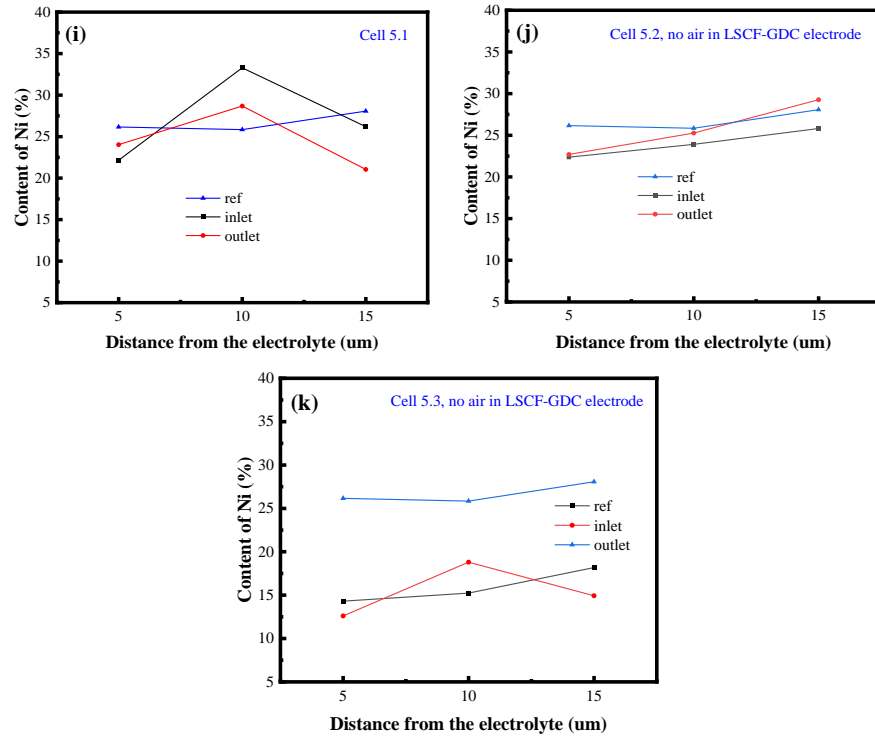 (i)
Cell 5.1
40
35
30
25
20
15
10
5
Content of Ni (%)
ref
inlet
outlet
5
10
15
Distance from the electrolyte (um)
(j)
Cell 5.2, no air in LSCF-GDC electrode
40
35
30
25
20
15
10
5
Content of Ni (%)
ref
inlet
outlet
5
10
15
Distance from the electrolyte (um)
(k)
Cell 5.3, no air in LSCF-GDC electrode
40
35
30
25
20
15
10
5
Content of Ni (%)
ref
inlet
outlet
5
10
15
Distance from the electrolyte (um)